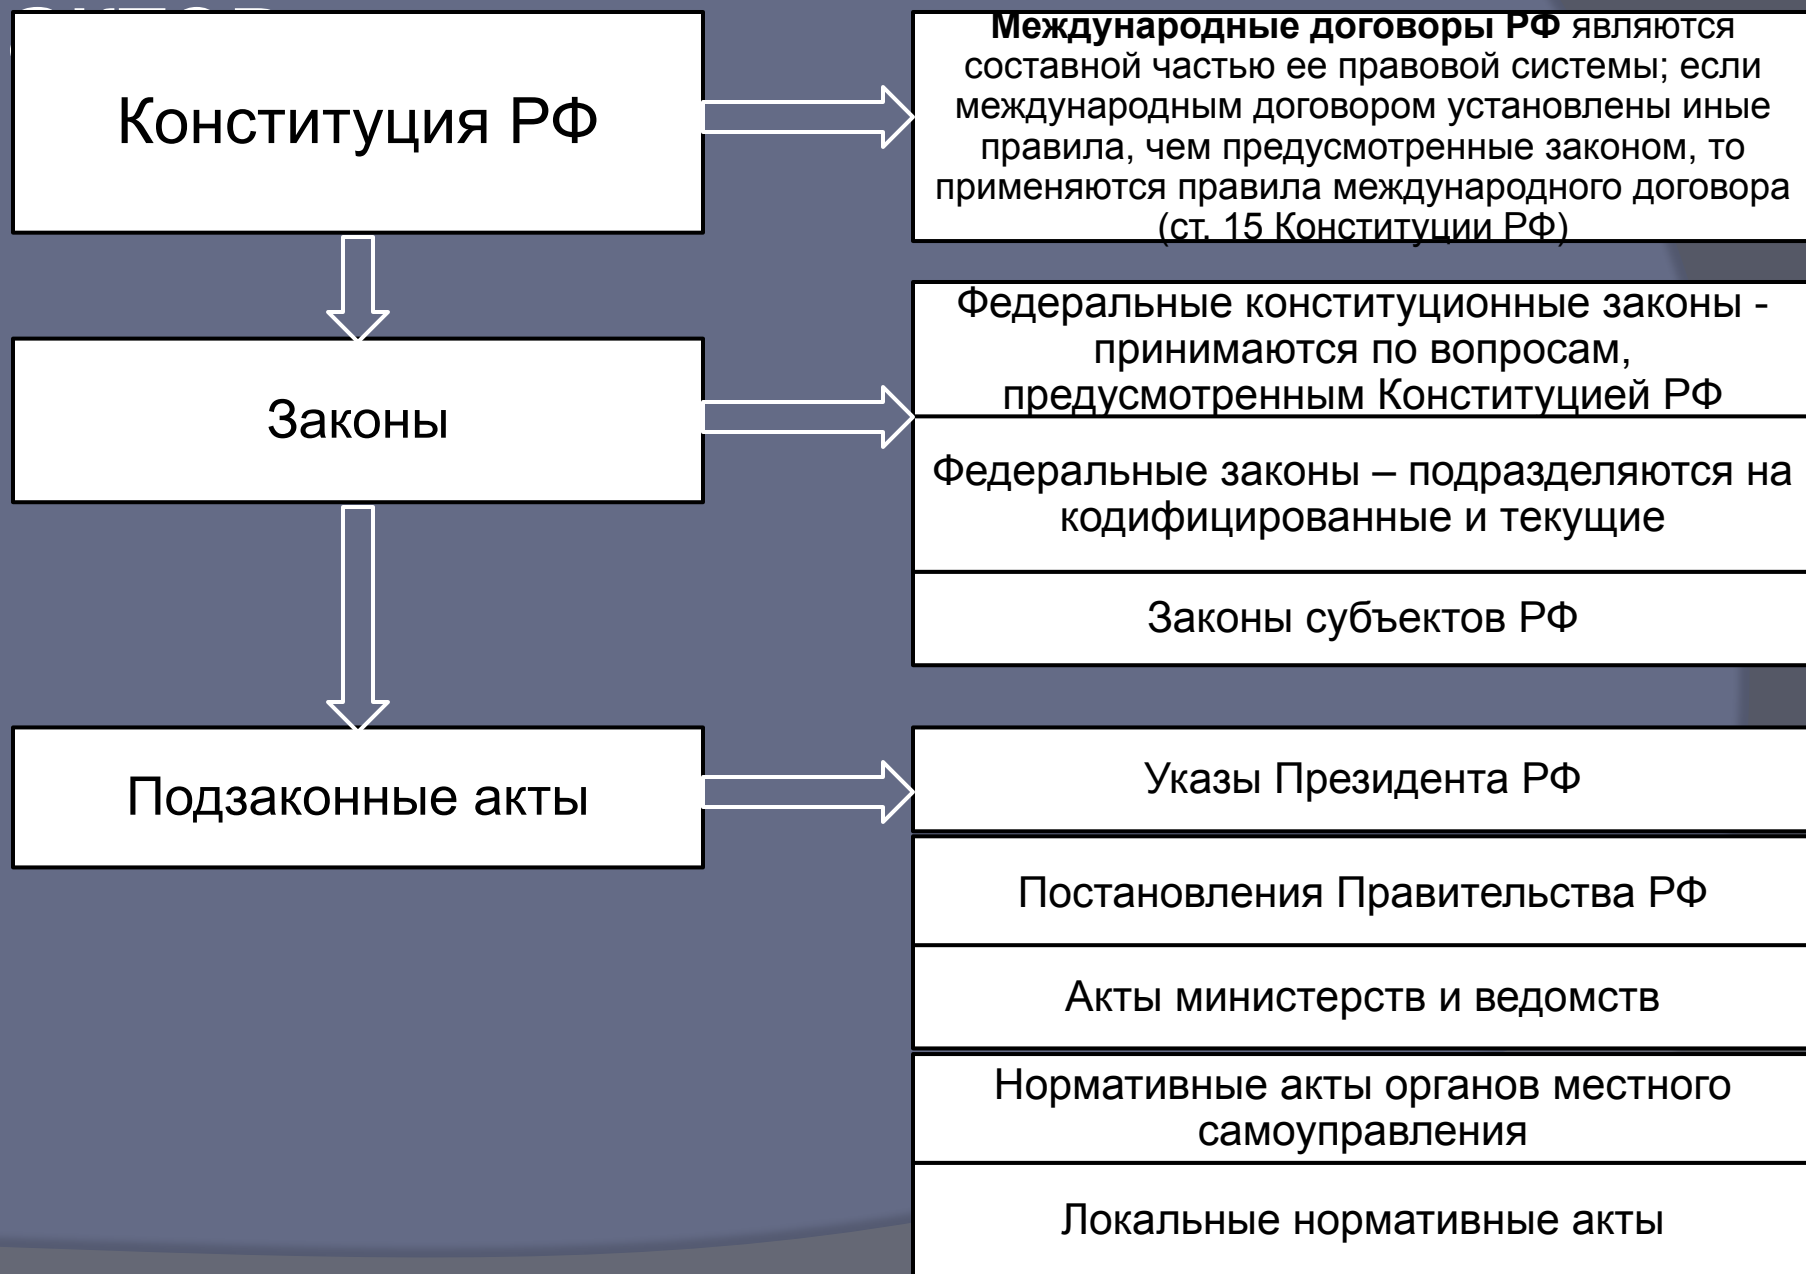 Конституция РФ
Международные договоры РФ являются
составной частью ее правовой системы; если
международным договором установлены иные
правила, чем предусмотренные законом, то
применяются правила международного договора
(ст. 15 Конституции РФ)
Законы
Федеральные конституционные законы -
принимаются по вопросам,
предусмотренным Конституцией РФ
Федеральные законы – подразделяются на
кодифицированные и текущие
Законы субъектов РФ
Подзаконные акты
Указы Президента РФ
Постановления Правительства РФ
Акты министерств и ведомств
Нормативные акты органов местного
самоуправления
Локальные нормативные акты